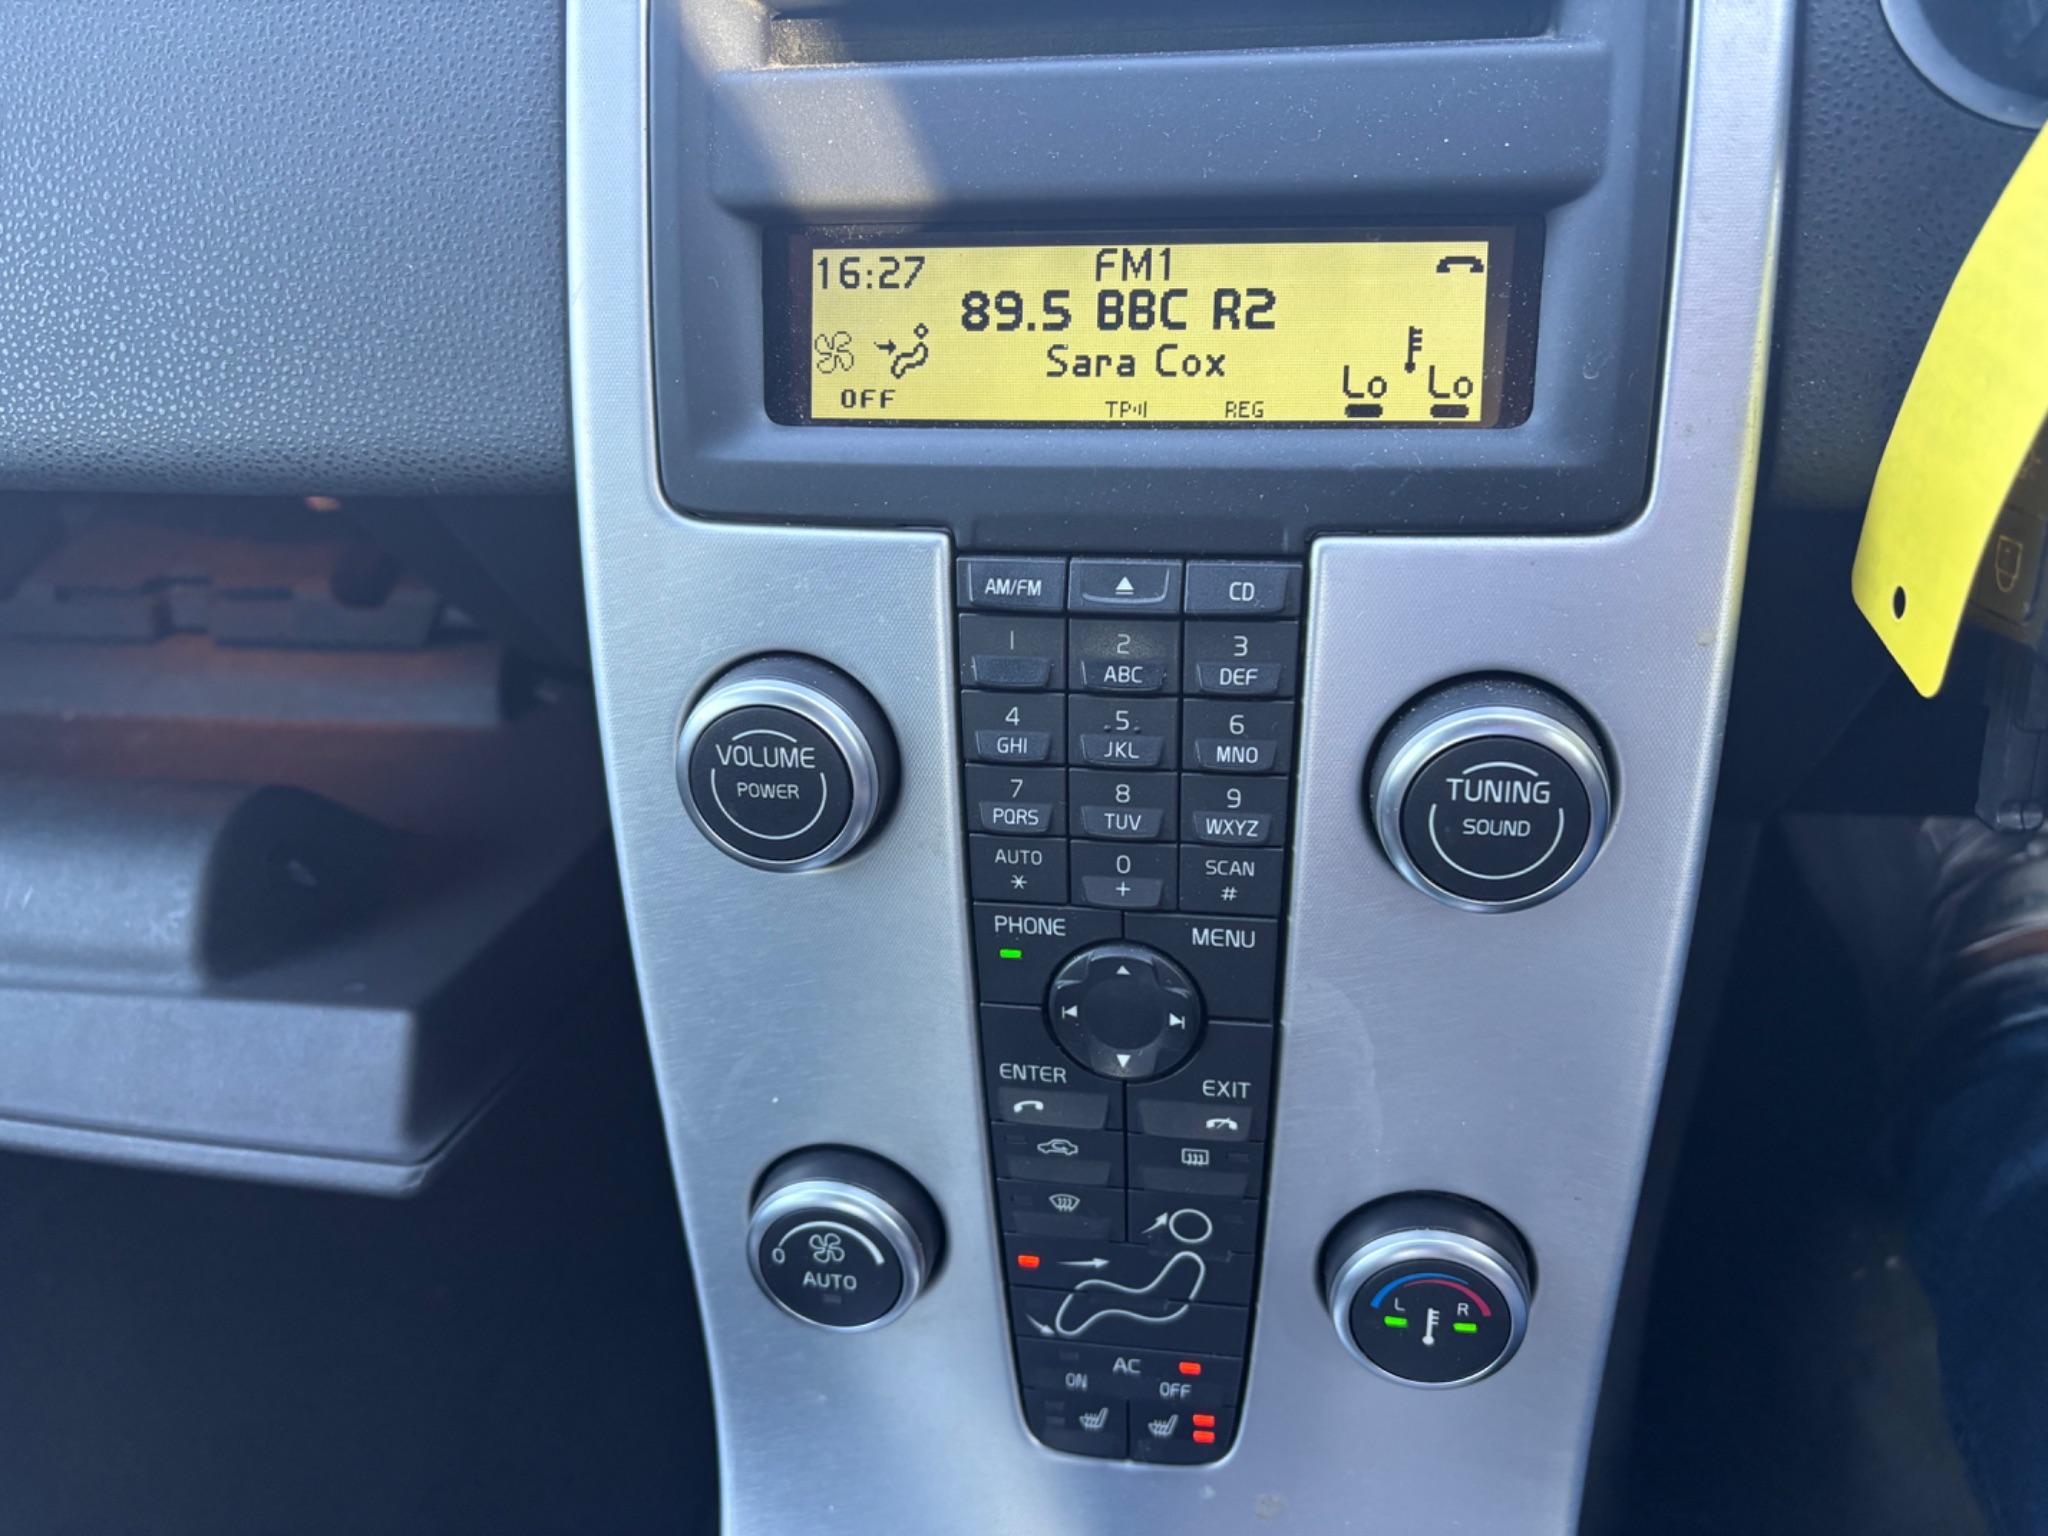 16:27 FM1
89.5 BBC R2
Sara Cox
OFF
Lo Lo
TP REG
AM/FM CD
1 2 3
ABC DEF
4 5 6
GHI JKL MNO
7 8 9
PQRS TUV WXYZ
AUTO 0 SCAN
* + #
VOLUME
POWER
TUNING
SOUND
PHONE MENU
ENTER EXIT
0
AUTO
L R
AC
ON OFF